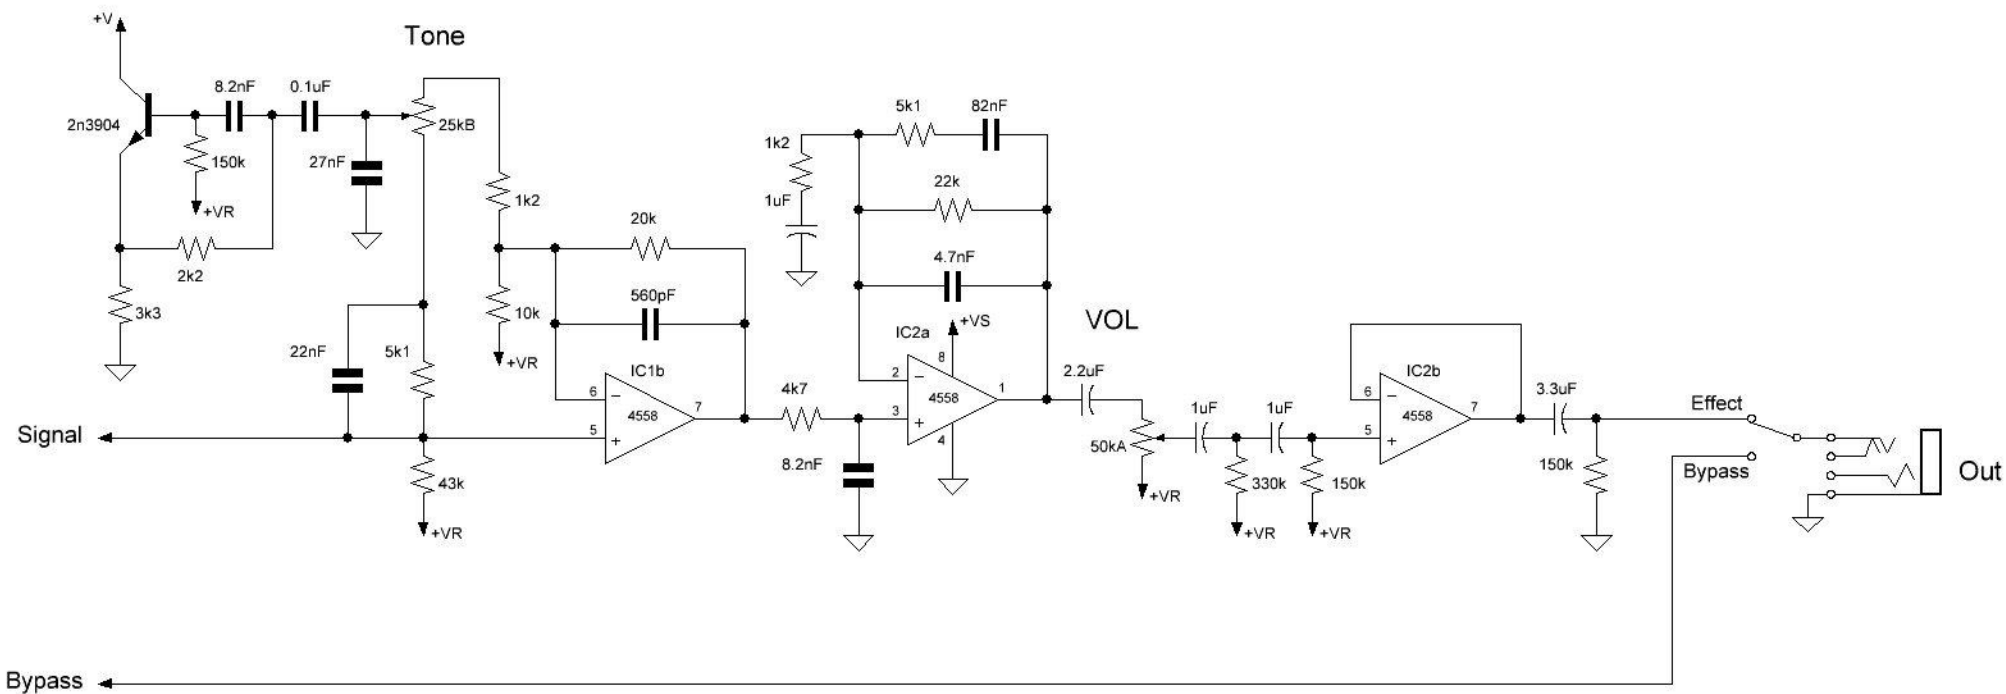 +V
Tone
8.2nF
0.1uF
2n3904
25kB
150k
27nF
+VR
2k2
3k3
1k2
10k
+VR
20k
560pF
22nF
5k1
IC1b
6
−
4558
7
5
+
Signal
43k
+VR
4k7
8.2nF
5k1
82nF
1k2
1uF
22k
4.7nF
+VS
IC2a
8
2
−
4558
1
3
+
4
VOL
2.2uF
50kA
+VR
1uF
1uF
330k
150k
+VR
+VR
IC2b
6
−
4558
7
5
+
3.3uF
150k
Effect
Bypass
Out
Bypass